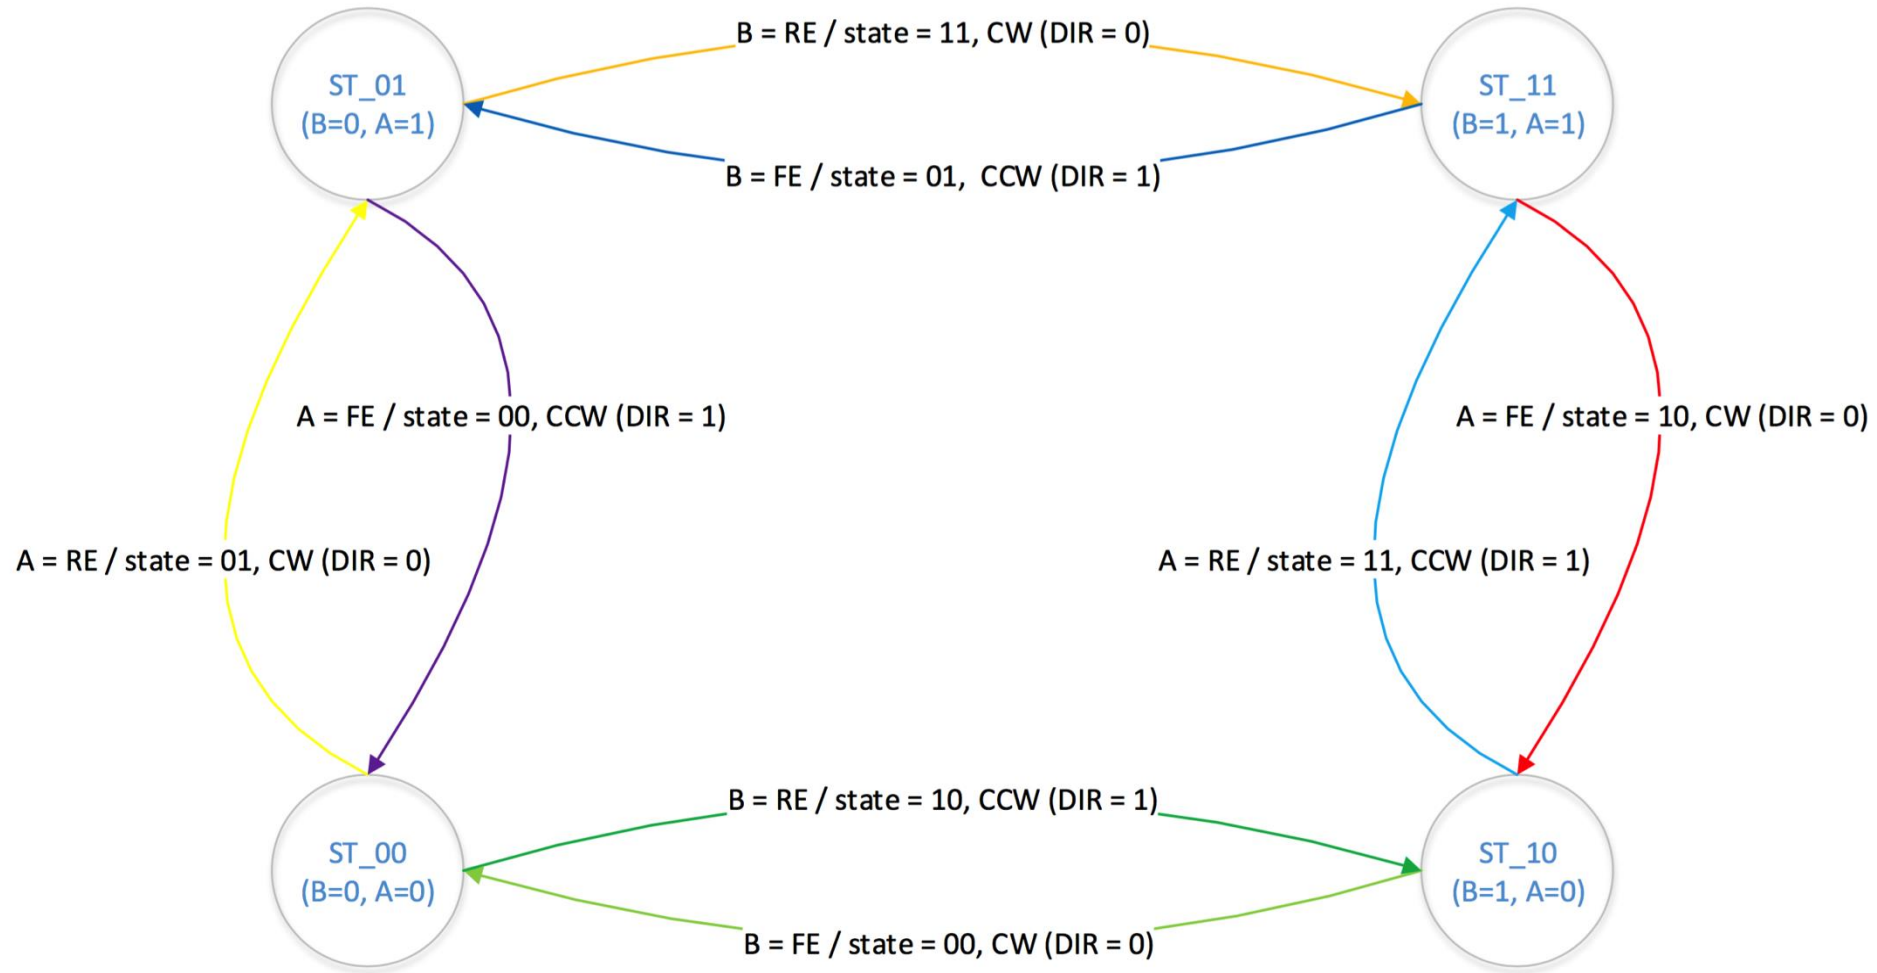 B = RE / state = 11, CW (DIR = 0)
ST_01
(B=0, A=1)
ST_11
(B=1, A=1)
B = FE / state = 01,  CCW (DIR = 1)
A = FE / state = 00, CCW (DIR = 1)
A = FE / state = 10, CW (DIR = 0)
A = RE / state = 01, CW (DIR = 0)
A = RE / state = 11, CCW (DIR = 1)
B = RE / state = 10, CCW (DIR = 1)
ST_00
(B=0, A=0)
ST_10
(B=1, A=0)
B = FE / state = 00, CW (DIR = 0)